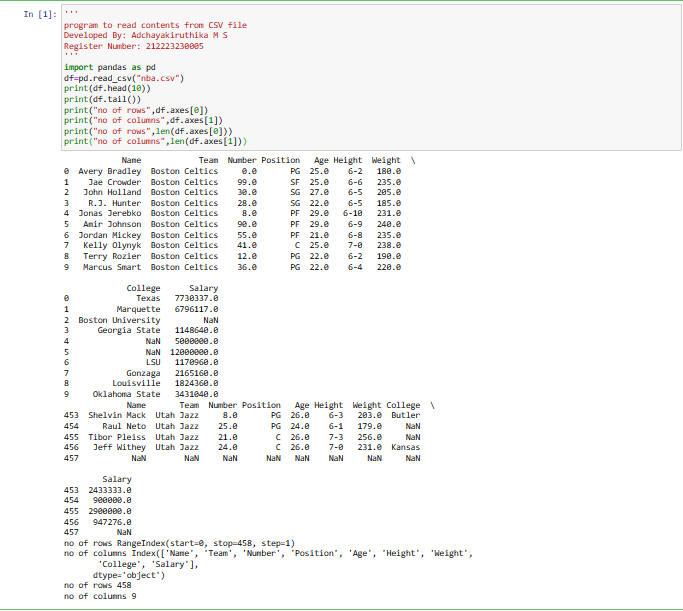 In [1]: '''
program to read contents from CSV file
Developed By: Adchayakiruthika M S
Register Number: 212223230005
'''
import pandas as pd
df=pd.read_csv("nba.csv")
print(df.head(10))
print(df.tail())
print("no of rows",df.axes[0])
print("no of columns",df.axes[1])
print("no of rows",len(df.axes[0]))
print("no of columns",len(df.axes[1]))
Name Team Number Position Age Height Weight \
0 Avery Bradley Boston Celtics 0.0 PG 25.0 6-2 180.0
1 Jae Crowder Boston Celtics 99.0 SF 25.0 6-6 235.0
2 John Holland Boston Celtics 30.0 SG 27.0 6-5 205.0
3 R.J. Hunter Boston Celtics 28.0 SG 22.0 6-5 185.0
4 Jonas Jerebko Boston Celtics 8.0 PF 29.0 6-10 231.0
5 Amir Johnson Boston Celtics 90.0 PF 29.0 6-9 240.0
6 Jordan Mickey Boston Celtics 55.0 PF 21.0 6-8 235.0
7 Kelly Olynyk Boston Celtics 41.0 C 25.0 7-0 238.0
8 Terry Rozier Boston Celtics 12.0 PG 22.0 6-2 190.0
9 Marcus Smart Boston Celtics 36.0 PG 22.0 6-4 220.0
College Salary
0 Texas 7730337.0
1 Marquette 6796117.0
2 Boston University NaN
3 Georgia State 1148640.0
4 NaN 5000000.0
5 NaN 12000000.0
6 LSU 1170960.0
7 Gonzaga 2165160.0
8 Louisville 1824360.0
9 Oklahoma State 3431040.0
Name Team Number Position Age Height Weight College \
453 Shelvin Mack Utah Jazz 8.0 PG 26.0 6-3 203.0 Butler
454 Raul Neto Utah Jazz 25.0 PG 24.0 6-1 179.0 NaN
455 Tibor Pleiss Utah Jazz 21.0 C 26.0 7-3 256.0 NaN
456 Jeff Withey Utah Jazz 24.0 C 26.0 7-0 231.0 Kansas
457 NaN NaN NaN NaN NaN NaN NaN NaN
Salary
453 2433333.0
454 900000.0
455 2900000.0
456 947276.0
457 NaN
no of rows RangeIndex(start=0, stop=458, step=1)
no of columns Index(['Name', 'Team', 'Number', 'Position', 'Age', 'Height', 'Weight',
'College', 'Salary'],
dtype='object')
no of rows 458
no of columns 9